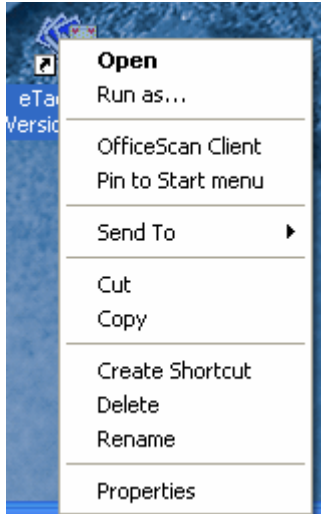 Open
Run as...
OfficeScan Client
Pin to Start menu
Send To
Cut
Copy
Create Shortcut
Delete
Rename
Properties